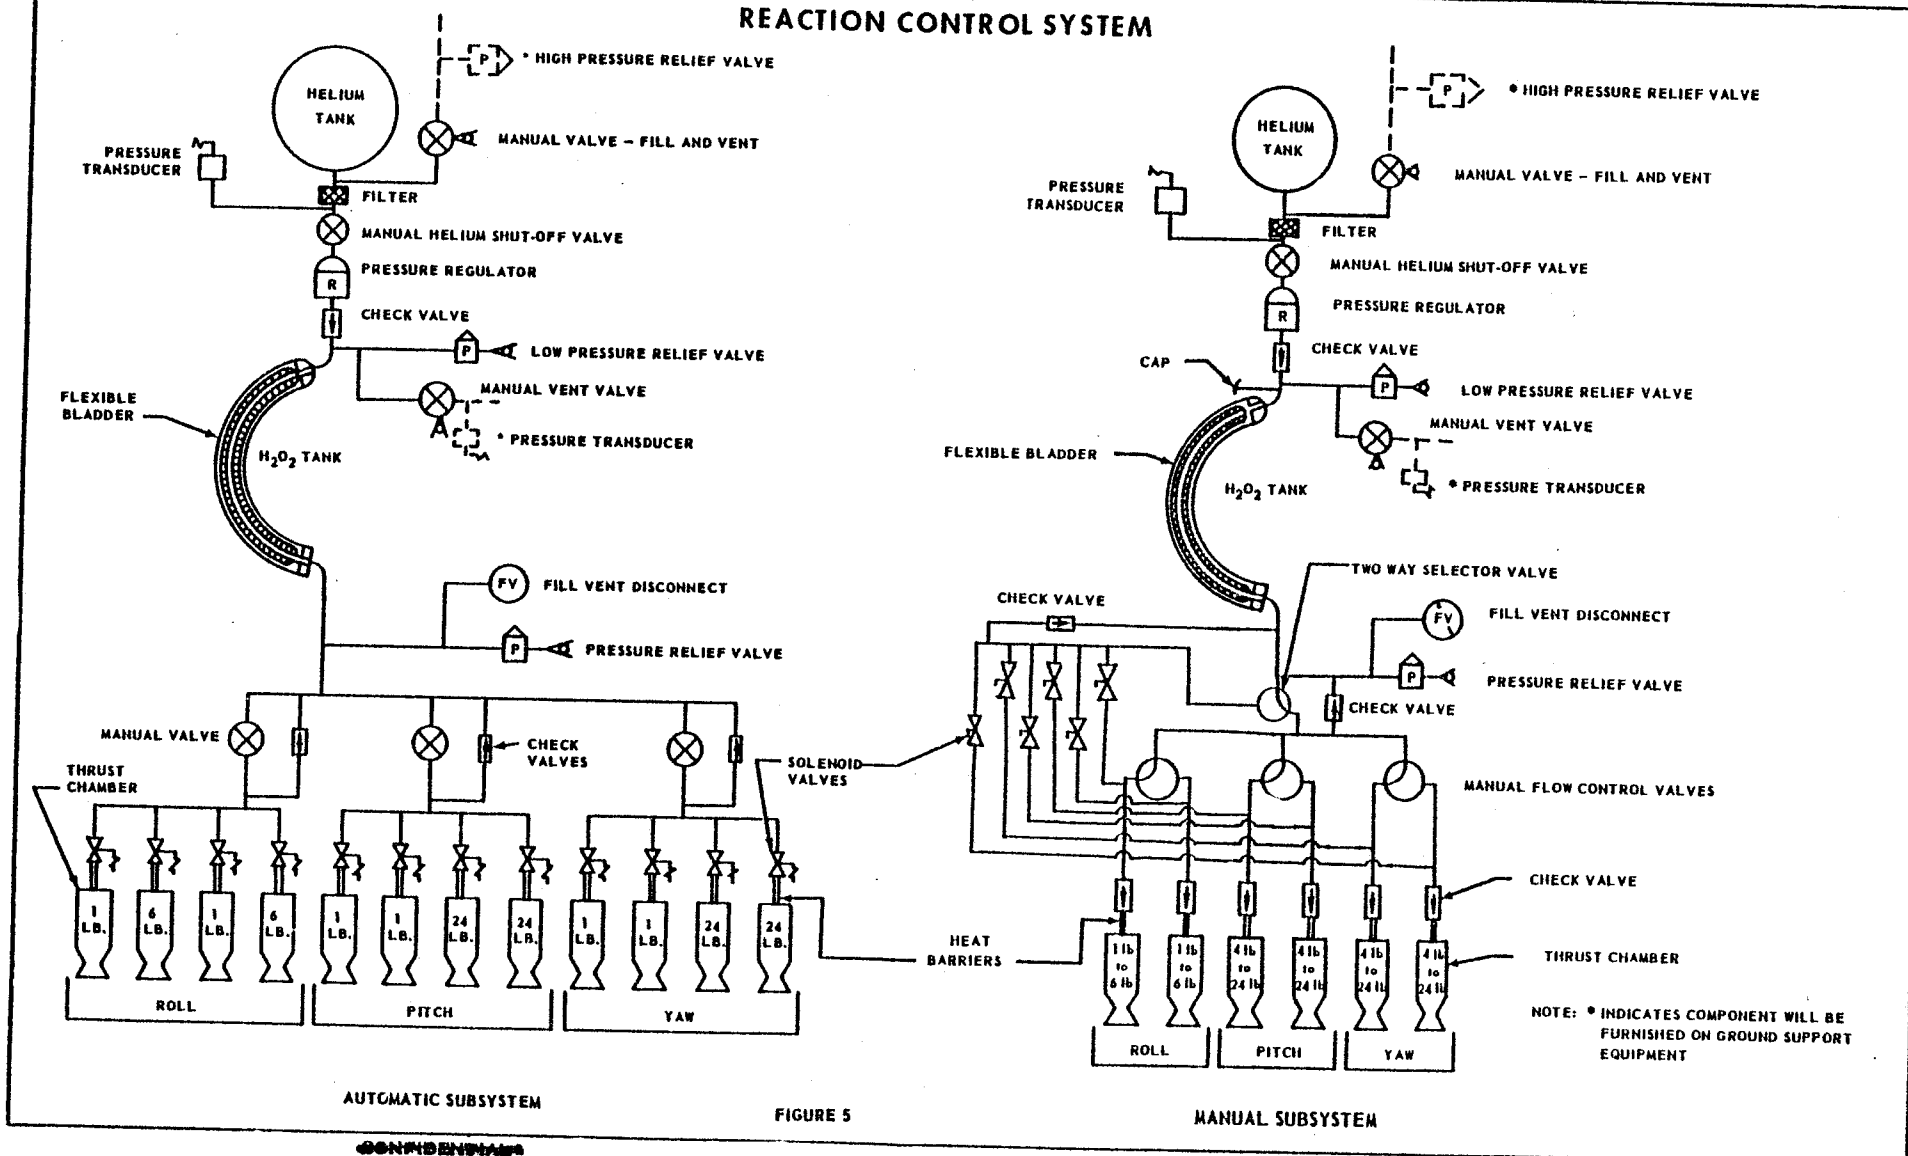 REACTION CONTROL SYSTEM
HELIUM
TANK
P
* HIGH PRESSURE RELIEF VALVE
MANUAL VALVE – FILL AND VENT
PRESSURE
TRANSDUCER
FILTER
MANUAL HELIUM SHUT-OFF VALVE
PRESSURE REGULATOR
R
CHECK VALVE
P
LOW PRESSURE RELIEF VALVE
MANUAL VENT VALVE
* PRESSURE TRANSDUCER
FLEXIBLE
BLADDER
H2O2 TANK
FV
FILL VENT DISCONNECT
P
PRESSURE RELIEF VALVE
MANUAL VALVE
CHECK
VALVES
SOLENOID
VALVES
THRUST
CHAMBER
1
LB.
6
LB.
1
LB.
6
LB.
1
LB.
1
LB.
24
LB.
24
LB.
1
LB.
1
LB.
24
LB.
24
LB.
HEAT
BARRIERS
ROLL
PITCH
YAW
AUTOMATIC SUBSYSTEM
HELIUM
TANK
P
* HIGH PRESSURE RELIEF VALVE
MANUAL VALVE – FILL AND VENT
PRESSURE
TRANSDUCER
FILTER
MANUAL HELIUM SHUT-OFF VALVE
PRESSURE REGULATOR
R
CHECK VALVE
CAP
P
LOW PRESSURE RELIEF VALVE
MANUAL VENT VALVE
* PRESSURE TRANSDUCER
FLEXIBLE BLADDER
H2O2 TANK
TWO WAY SELECTOR VALVE
CHECK VALVE
FV
FILL VENT DISCONNECT
P
PRESSURE RELIEF VALVE
CHECK VALVE
MANUAL FLOW CONTROL VALVES
CHECK VALVE
1 lb
to
6 lb
1 lb
to
6 lb
4 lb
to
24 lb
4 lb
to
24 lb
4 lb
to
24 lb
4 lb
to
24 lb
THRUST CHAMBER
ROLL
PITCH
YAW
NOTE: * INDICATES COMPONENT WILL BE
FURNISHED ON GROUND SUPPORT
EQUIPMENT
MANUAL SUBSYSTEM
FIGURE 5
CONFIDENTIAL